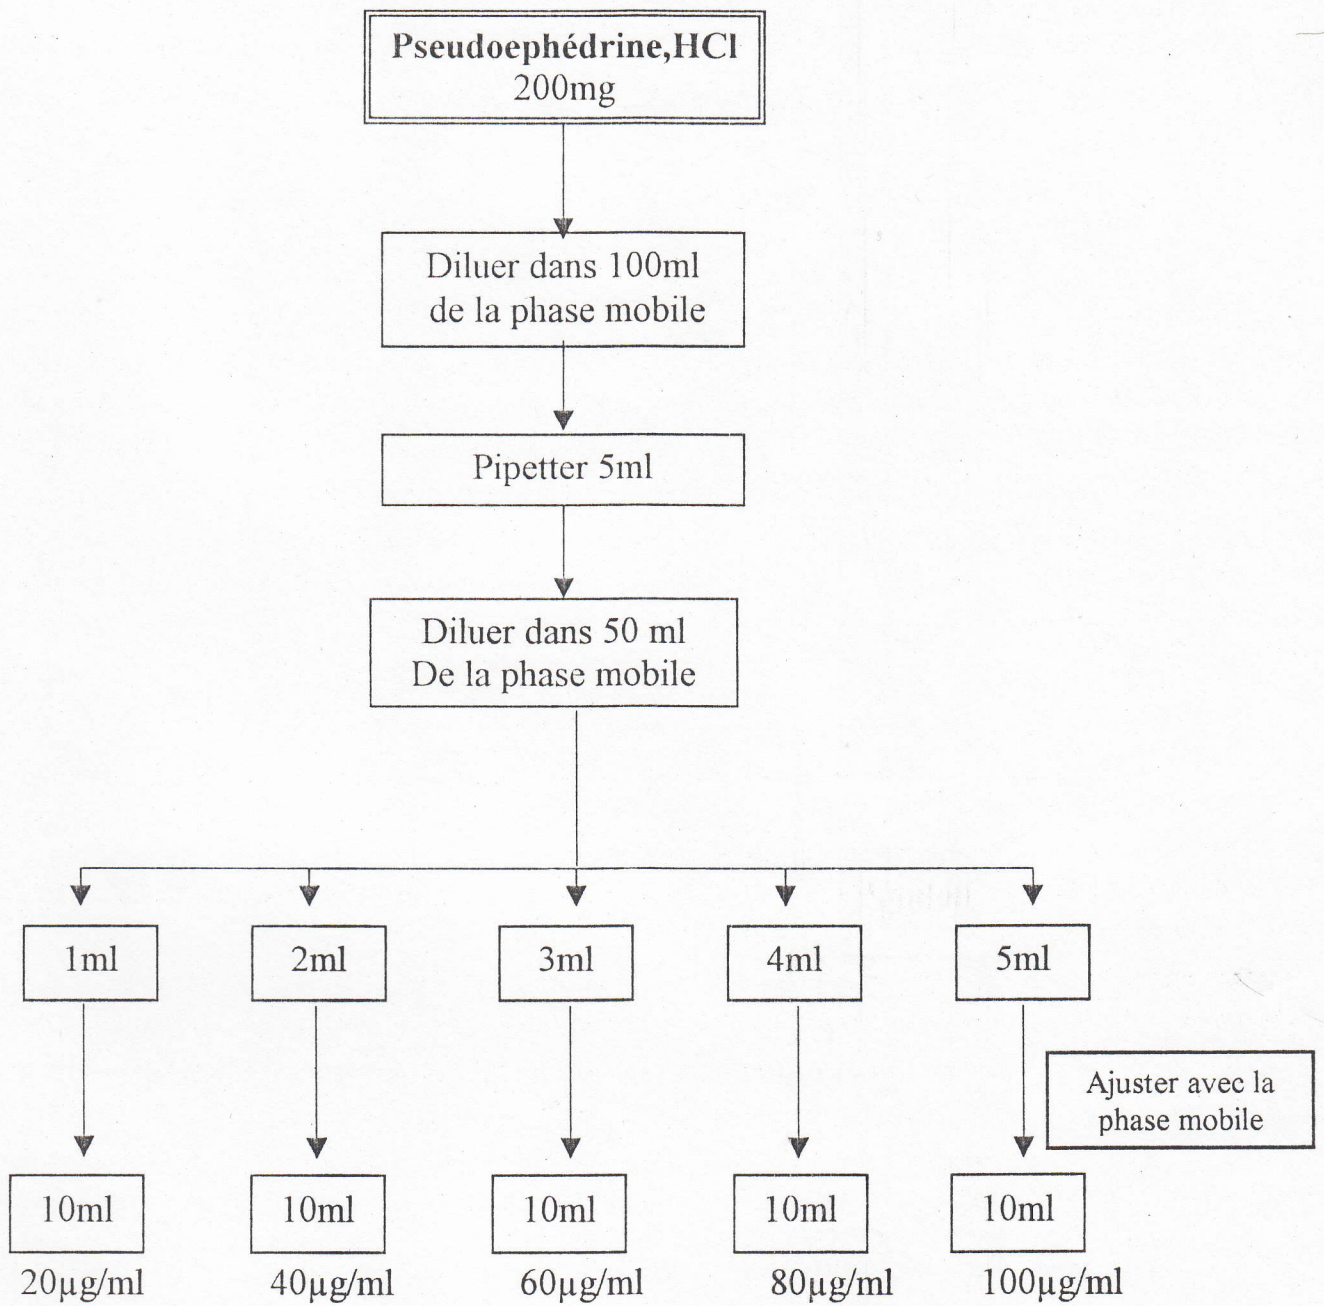 Pseudoephédrine,HCl
200mg
Diluer dans 100ml
de la phase mobile
Pipetter 5ml
Diluer dans 50 ml
De la phase mobile
1ml
2ml
3ml
4ml
5ml
Ajuster avec la
phase mobile
10ml
10ml
10ml
10ml
10ml
20µg/ml
40µg/ml
60µg/ml
80µg/ml
100µg/ml